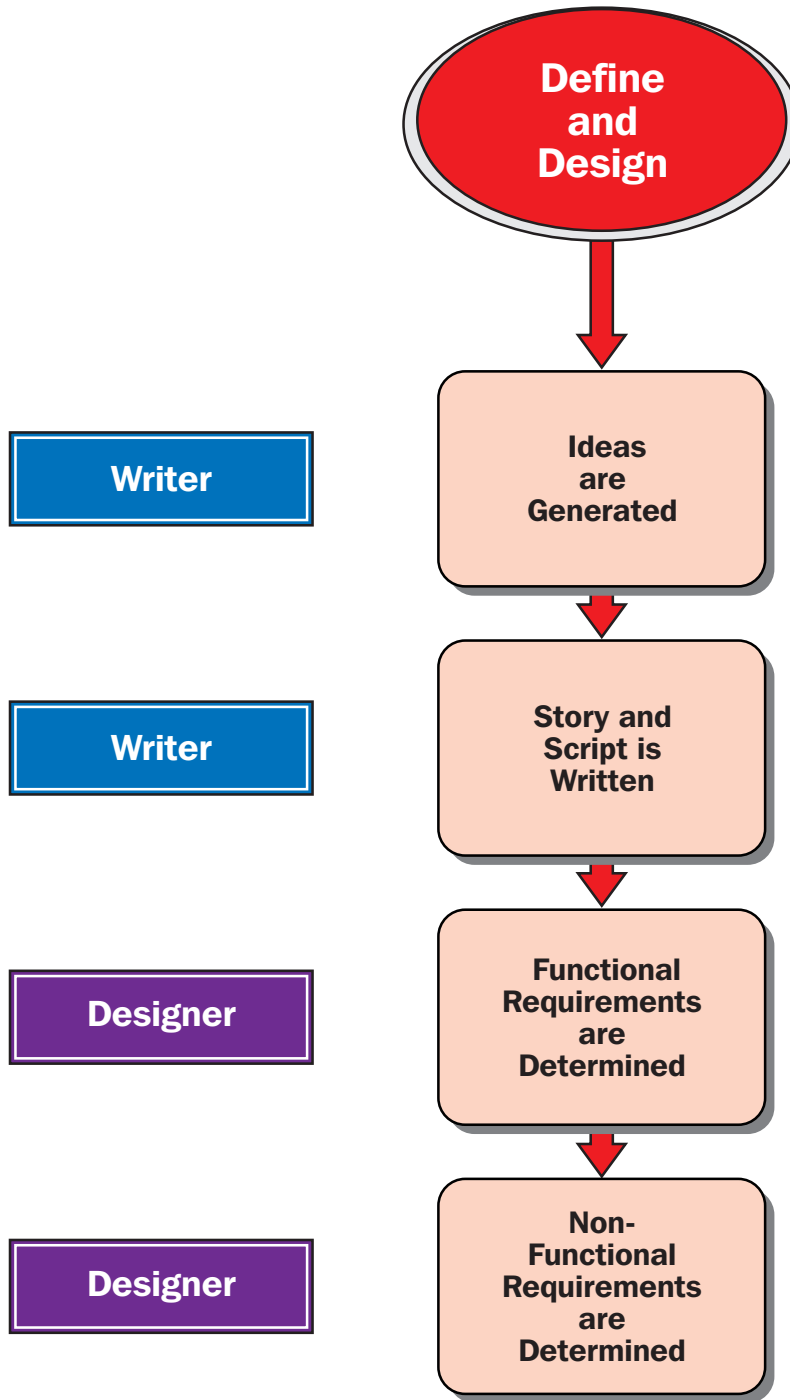 Define
and
Design
Writer
Ideas
are
Generated
Writer
Story and
Script is
Written
Designer
Functional
Requirements
are
Determined
Designer
Non-
Functional
Requirements
are
Determined